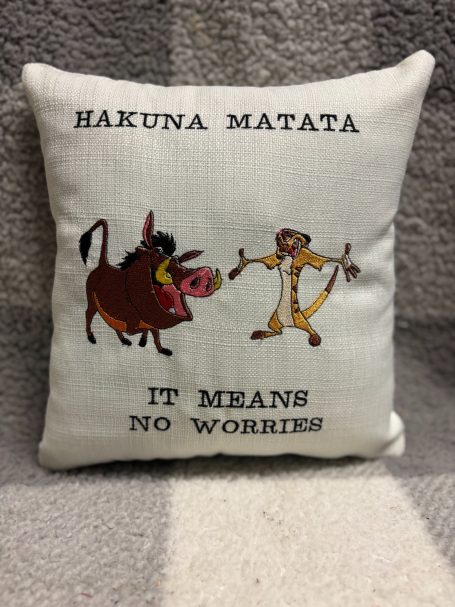 HAKUNA MATATA
IT MEANS
NO WORRIES